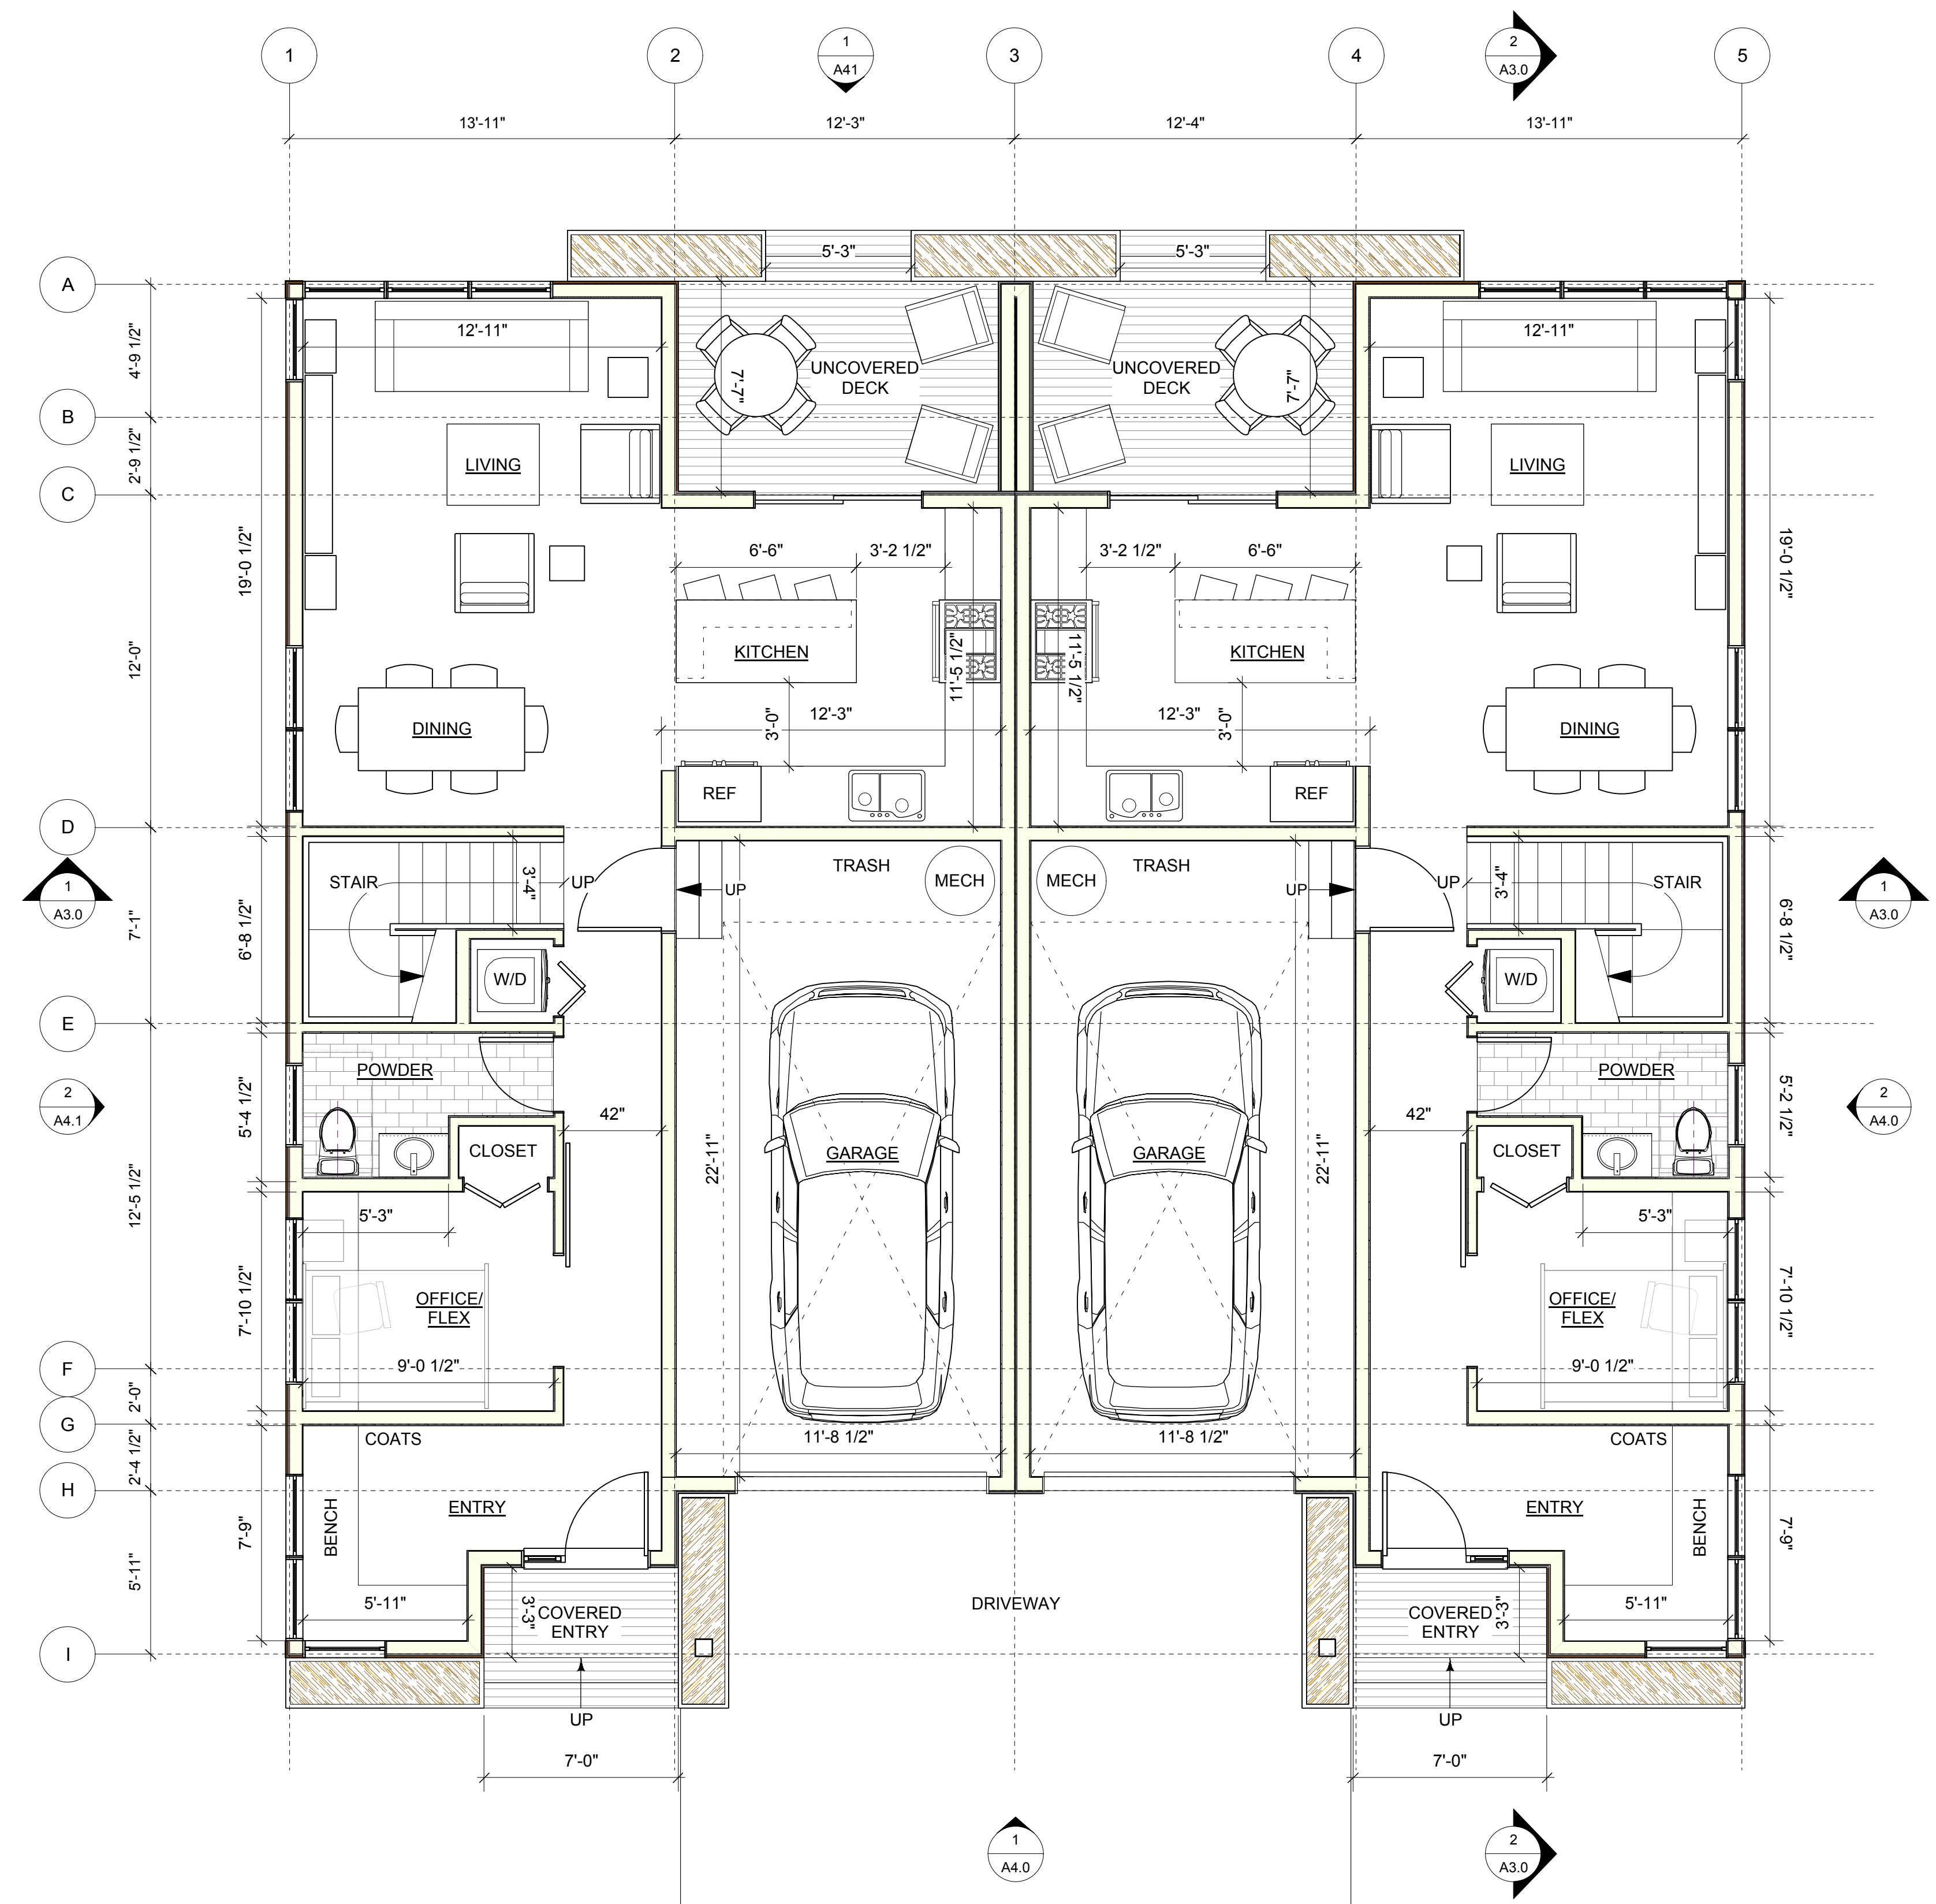 1
2
1
A41
3
4
2
A3.0
5
13'-11"
12'-3"
12'-4"
13'-11"
5'-3"
5'-3"
A
4'-9 1/2"
12'-11"
7'-7"
UNCOVERED
DECK
UNCOVERED
DECK
7'-7"
12'-11"
B
2'-9 1/2"
LIVING
LIVING
C
19'-0 1/2"
12'-0"
6'-6"
3'-2 1/2"
3'-2 1/2"
6'-6"
19'-0 1/2"
KITCHEN
11'-5 1/2"
11'-5 1/2"
KITCHEN
DINING
3'-0"
12'-3"
12'-3"
3'-0"
DINING
REF
REF
D
1
A3.0
7'-1"
6'-8 1/2"
STAIR
3'-4"
UP
UP
TRASH
MECH
MECH
TRASH
UP
UP
3'-4"
STAIR
6'-8 1/2"
1
A3.0
W/D
W/D
E
2
A4.1
5'-4 1/2"
POWDER
POWDER
5'-2 1/2"
2
A4.0
42"
42"
CLOSET
22'-11"
GARAGE
GARAGE
22'-11"
CLOSET
12'-5 1/2"
5'-3"
5'-3"
7'-10 1/2"
OFFICE/
FLEX
OFFICE/
FLEX
7'-10 1/2"
F
9'-0 1/2"
9'-0 1/2"
2'-0"
G
COATS
11'-8 1/2"
11'-8 1/2"
COATS
2'-4 1/2"
H
7'-9"
BENCH
ENTRY
ENTRY
BENCH
7'-9"
5'-11"
5'-11"
3'-3"
COVERED
ENTRY
DRIVEWAY
COVERED
ENTRY
3'-3"
5'-11"
I
UP
UP
7'-0"
7'-0"
1
A4.0
2
A3.0